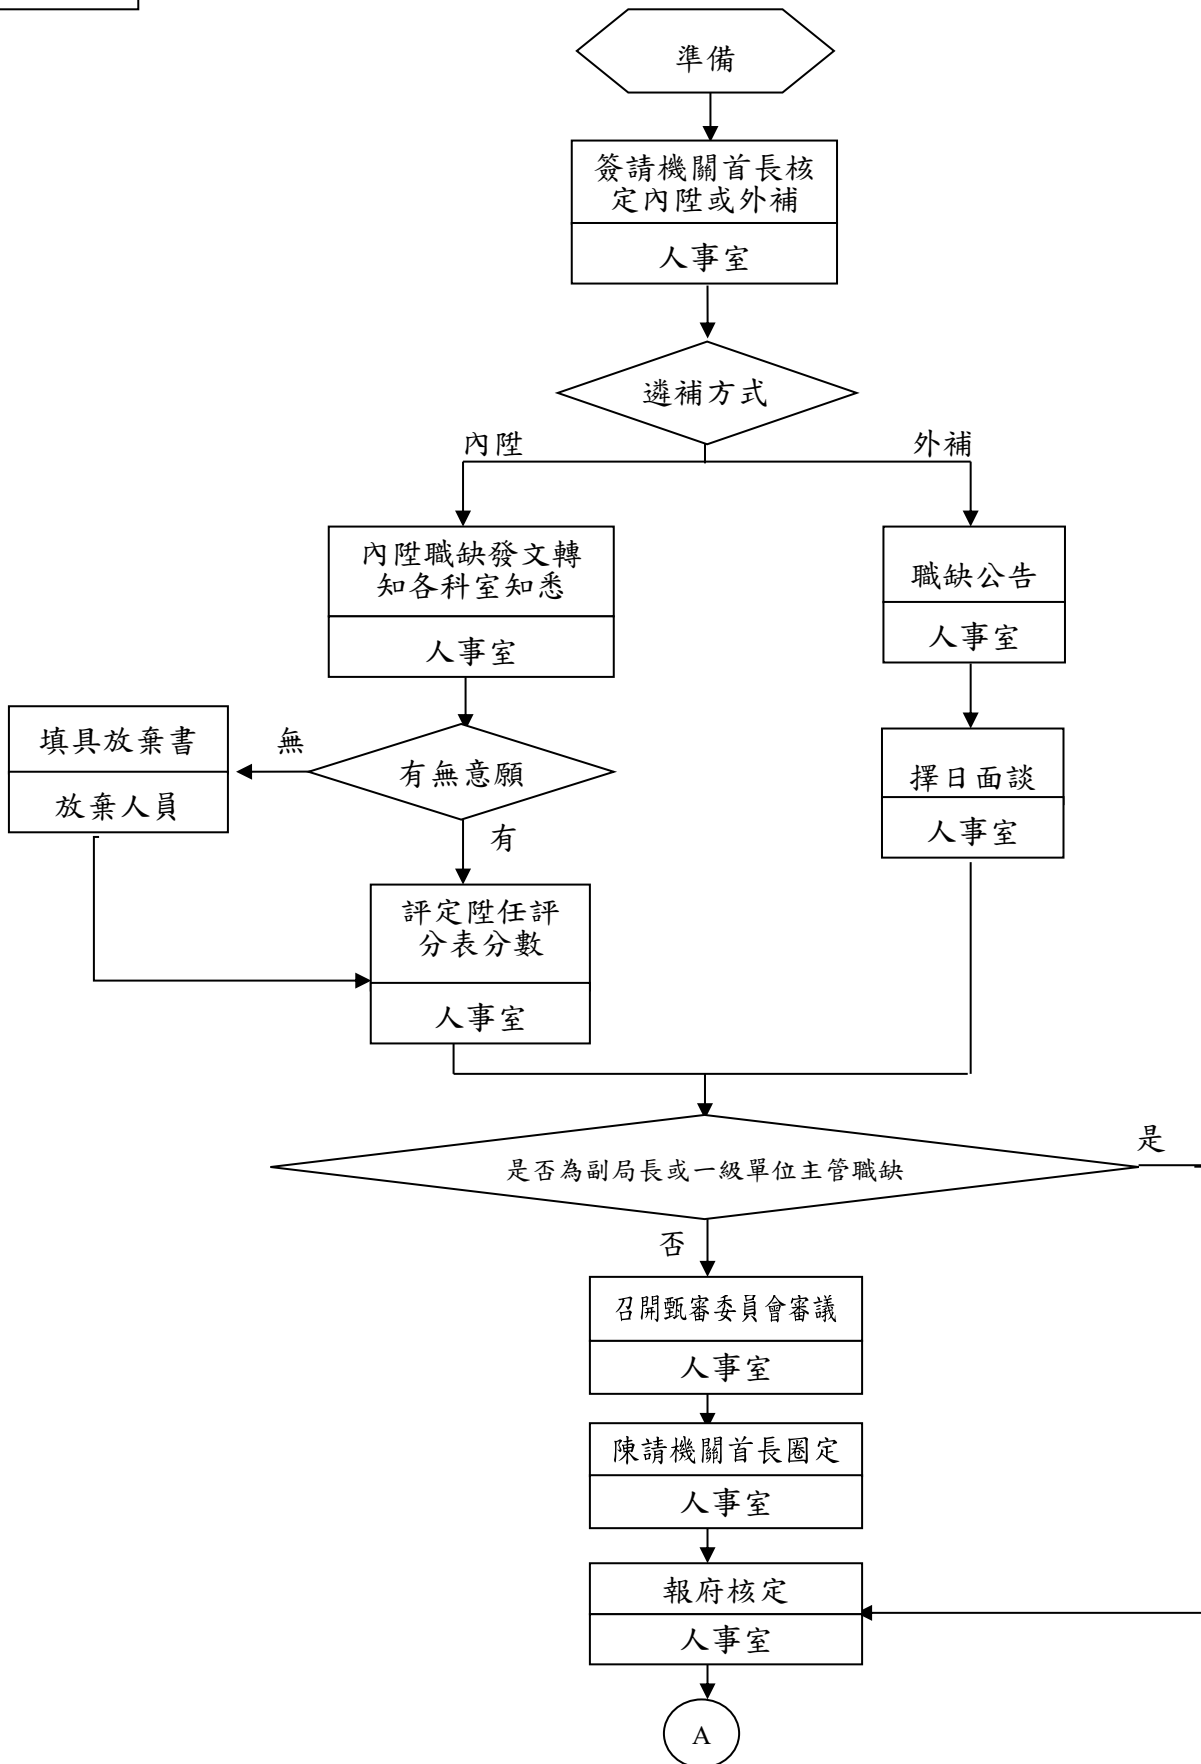 準備
簽請機關首長核
定內陞或外補
人事室
遴補方式
內陞
外補
內陞職缺發文轉
知各科室知悉
人事室
職缺公告
人事室
填具放棄書
放棄人員
無
有無意願
有
擇日面談
人事室
評定陞任評
分表分數
人事室
是否為副局長或一級單位主管職缺
是
否
召開甄審委員會審議
人事室
陳請機關首長圈定
人事室
報府核定
人事室
A